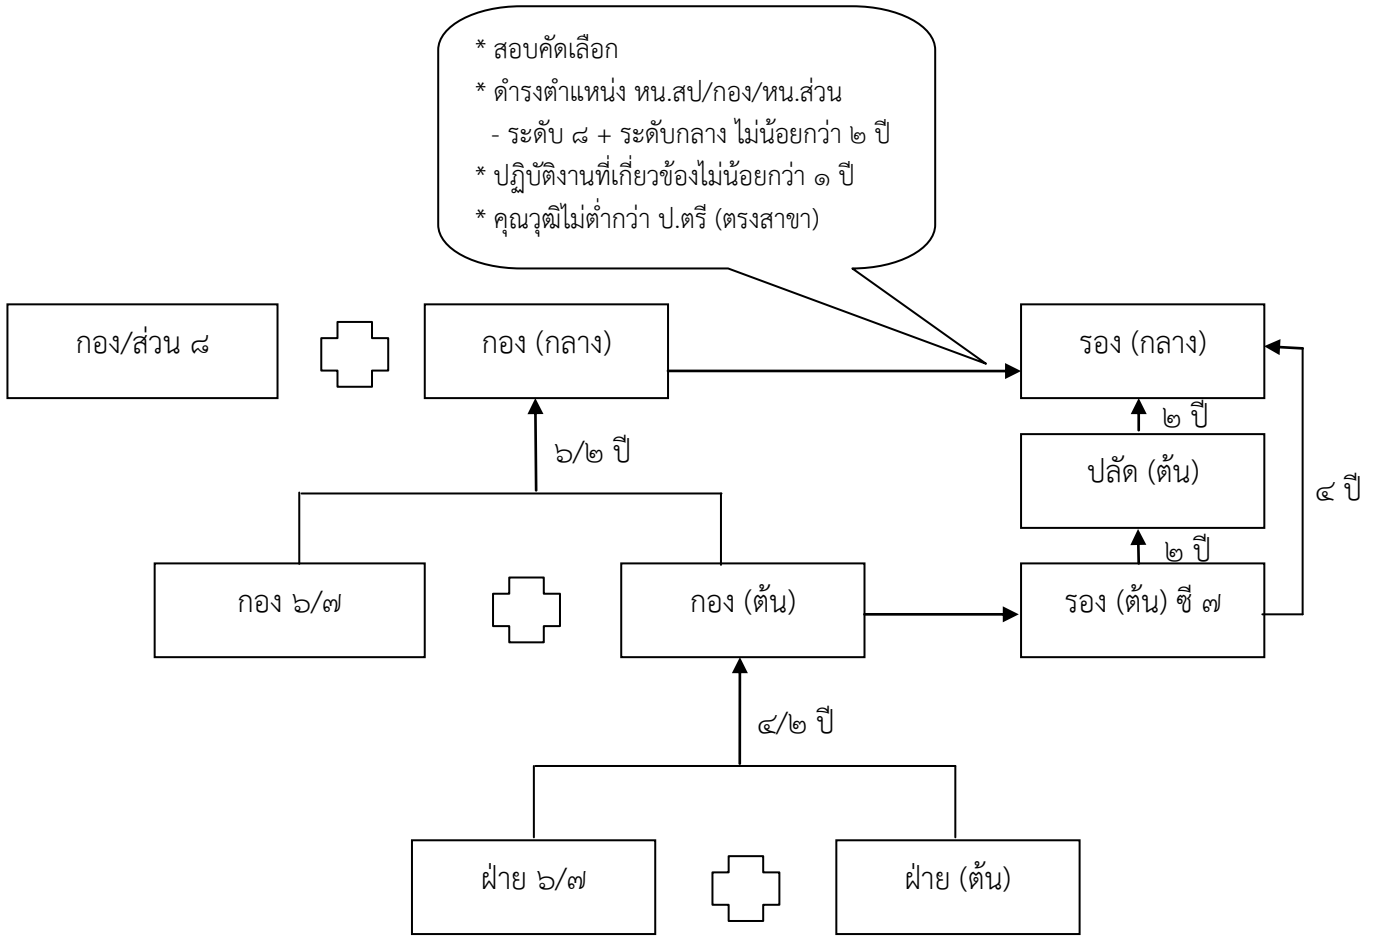 * สอบคัดเลือก
* ดำรงตำแหน่ง หน.สป/กอง/หน.ส่วน
- ระดับ ๘ + ระดับกลาง ไม่น้อยกว่า ๒ ปี
* ปฏิบัติงานที่เกี่ยวข้องไม่น้อยกว่า ๑ ปี
* คุณวุฒิไม่ต่ำกว่า ป.ตรี (ตรงสาขา)
กอง/ส่วน ๘
กอง (กลาง)
รอง (กลาง)
๒ ปี
๖/๒ ปี
ปลัด (ต้น)
๔ ปี
๒ ปี
กอง ๖/๗
กอง (ต้น)
รอง (ต้น) ซี ๗
๔/๒ ปี
ฝ่าย ๖/๗
ฝ่าย (ต้น)